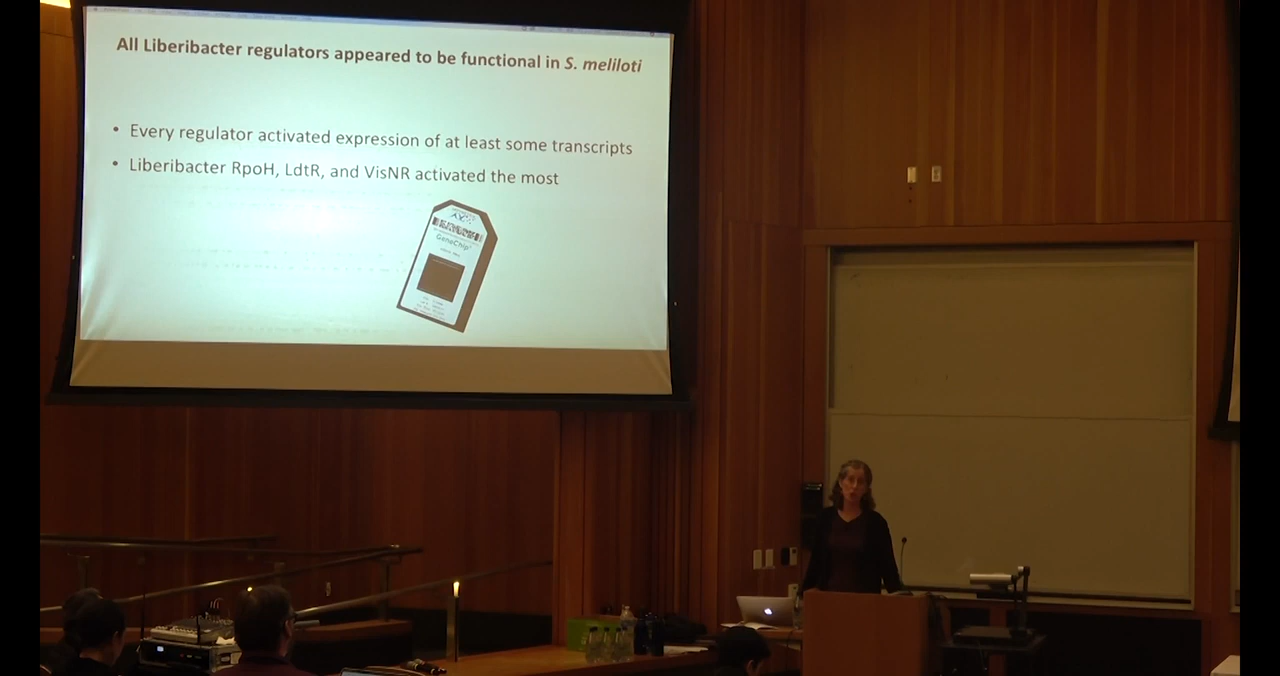 All Liberibacter regulators appeared to be functional in S. meliloti
• Every regulator activated expression of at least some transcripts
• Liberibacter RpoH, LdtR, and VisNR activated the most
GeneChip